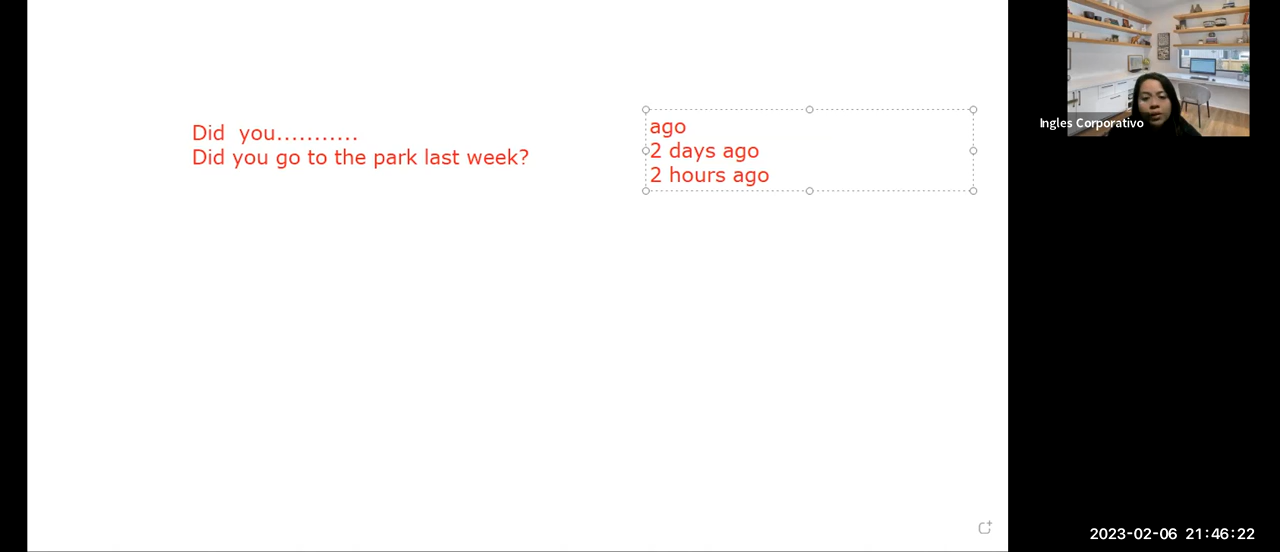 Did you...........
Did you go to the park last week?
ago
2 days ago
2 hours ago
Ingles Corporativo
2023-02-06 21:46:22